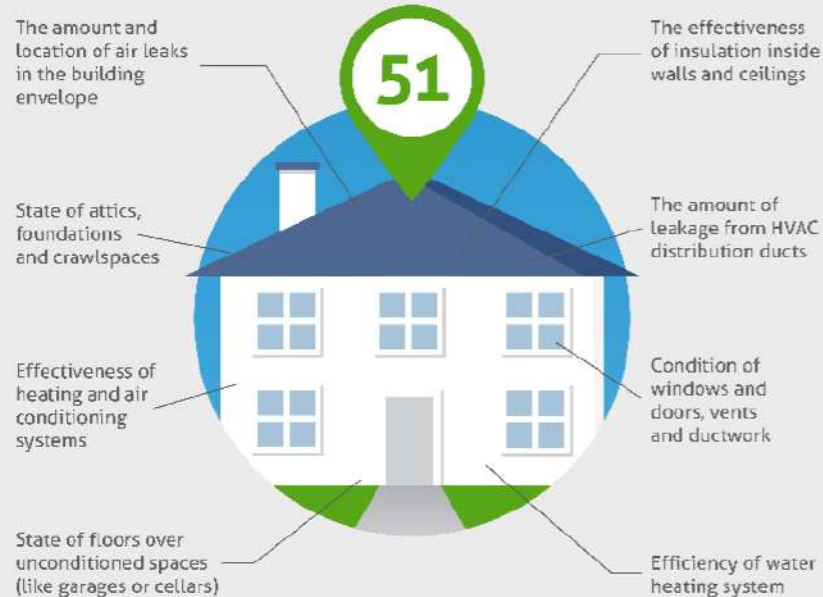 51
The amount and
location of air leaks
in the building
envelope
State of attics,
foundations
and crawlspaces
Effectiveness of
heating and air
conditioning
systems
State of floors over
unconditioned spaces
(like garages or cellars)
The effectiveness
of insulation inside
walls and ceilings
The amount of
leakage from HVAC
distribution ducts
Condition of
windows and
doors, vents
and ductwork
Efficiency of water
heating system